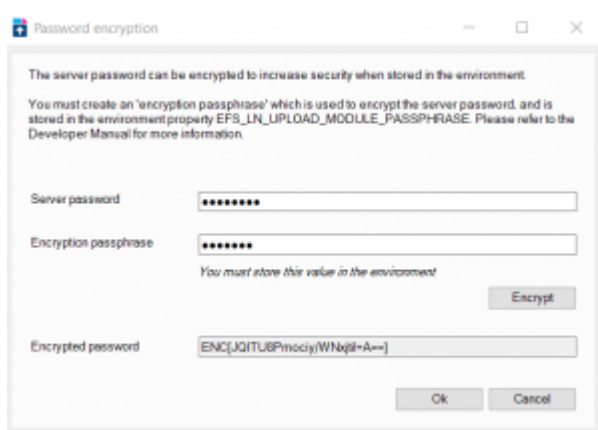 Password encryption
The server password can be encrypted to increase security when stored in the environment.
You must create an 'encryption passphrase' which is used to encrypt the server password, and is
stored in the environment property EFS_LN_UPLOAD_MODULE_PASSPHRASE. Please refer to the
Developer Manual for more information.
Server password ••••••••
Encryption passphrase •••••••
You must store this value in the environment
Encrypt
Encrypted password
Ok Cancel